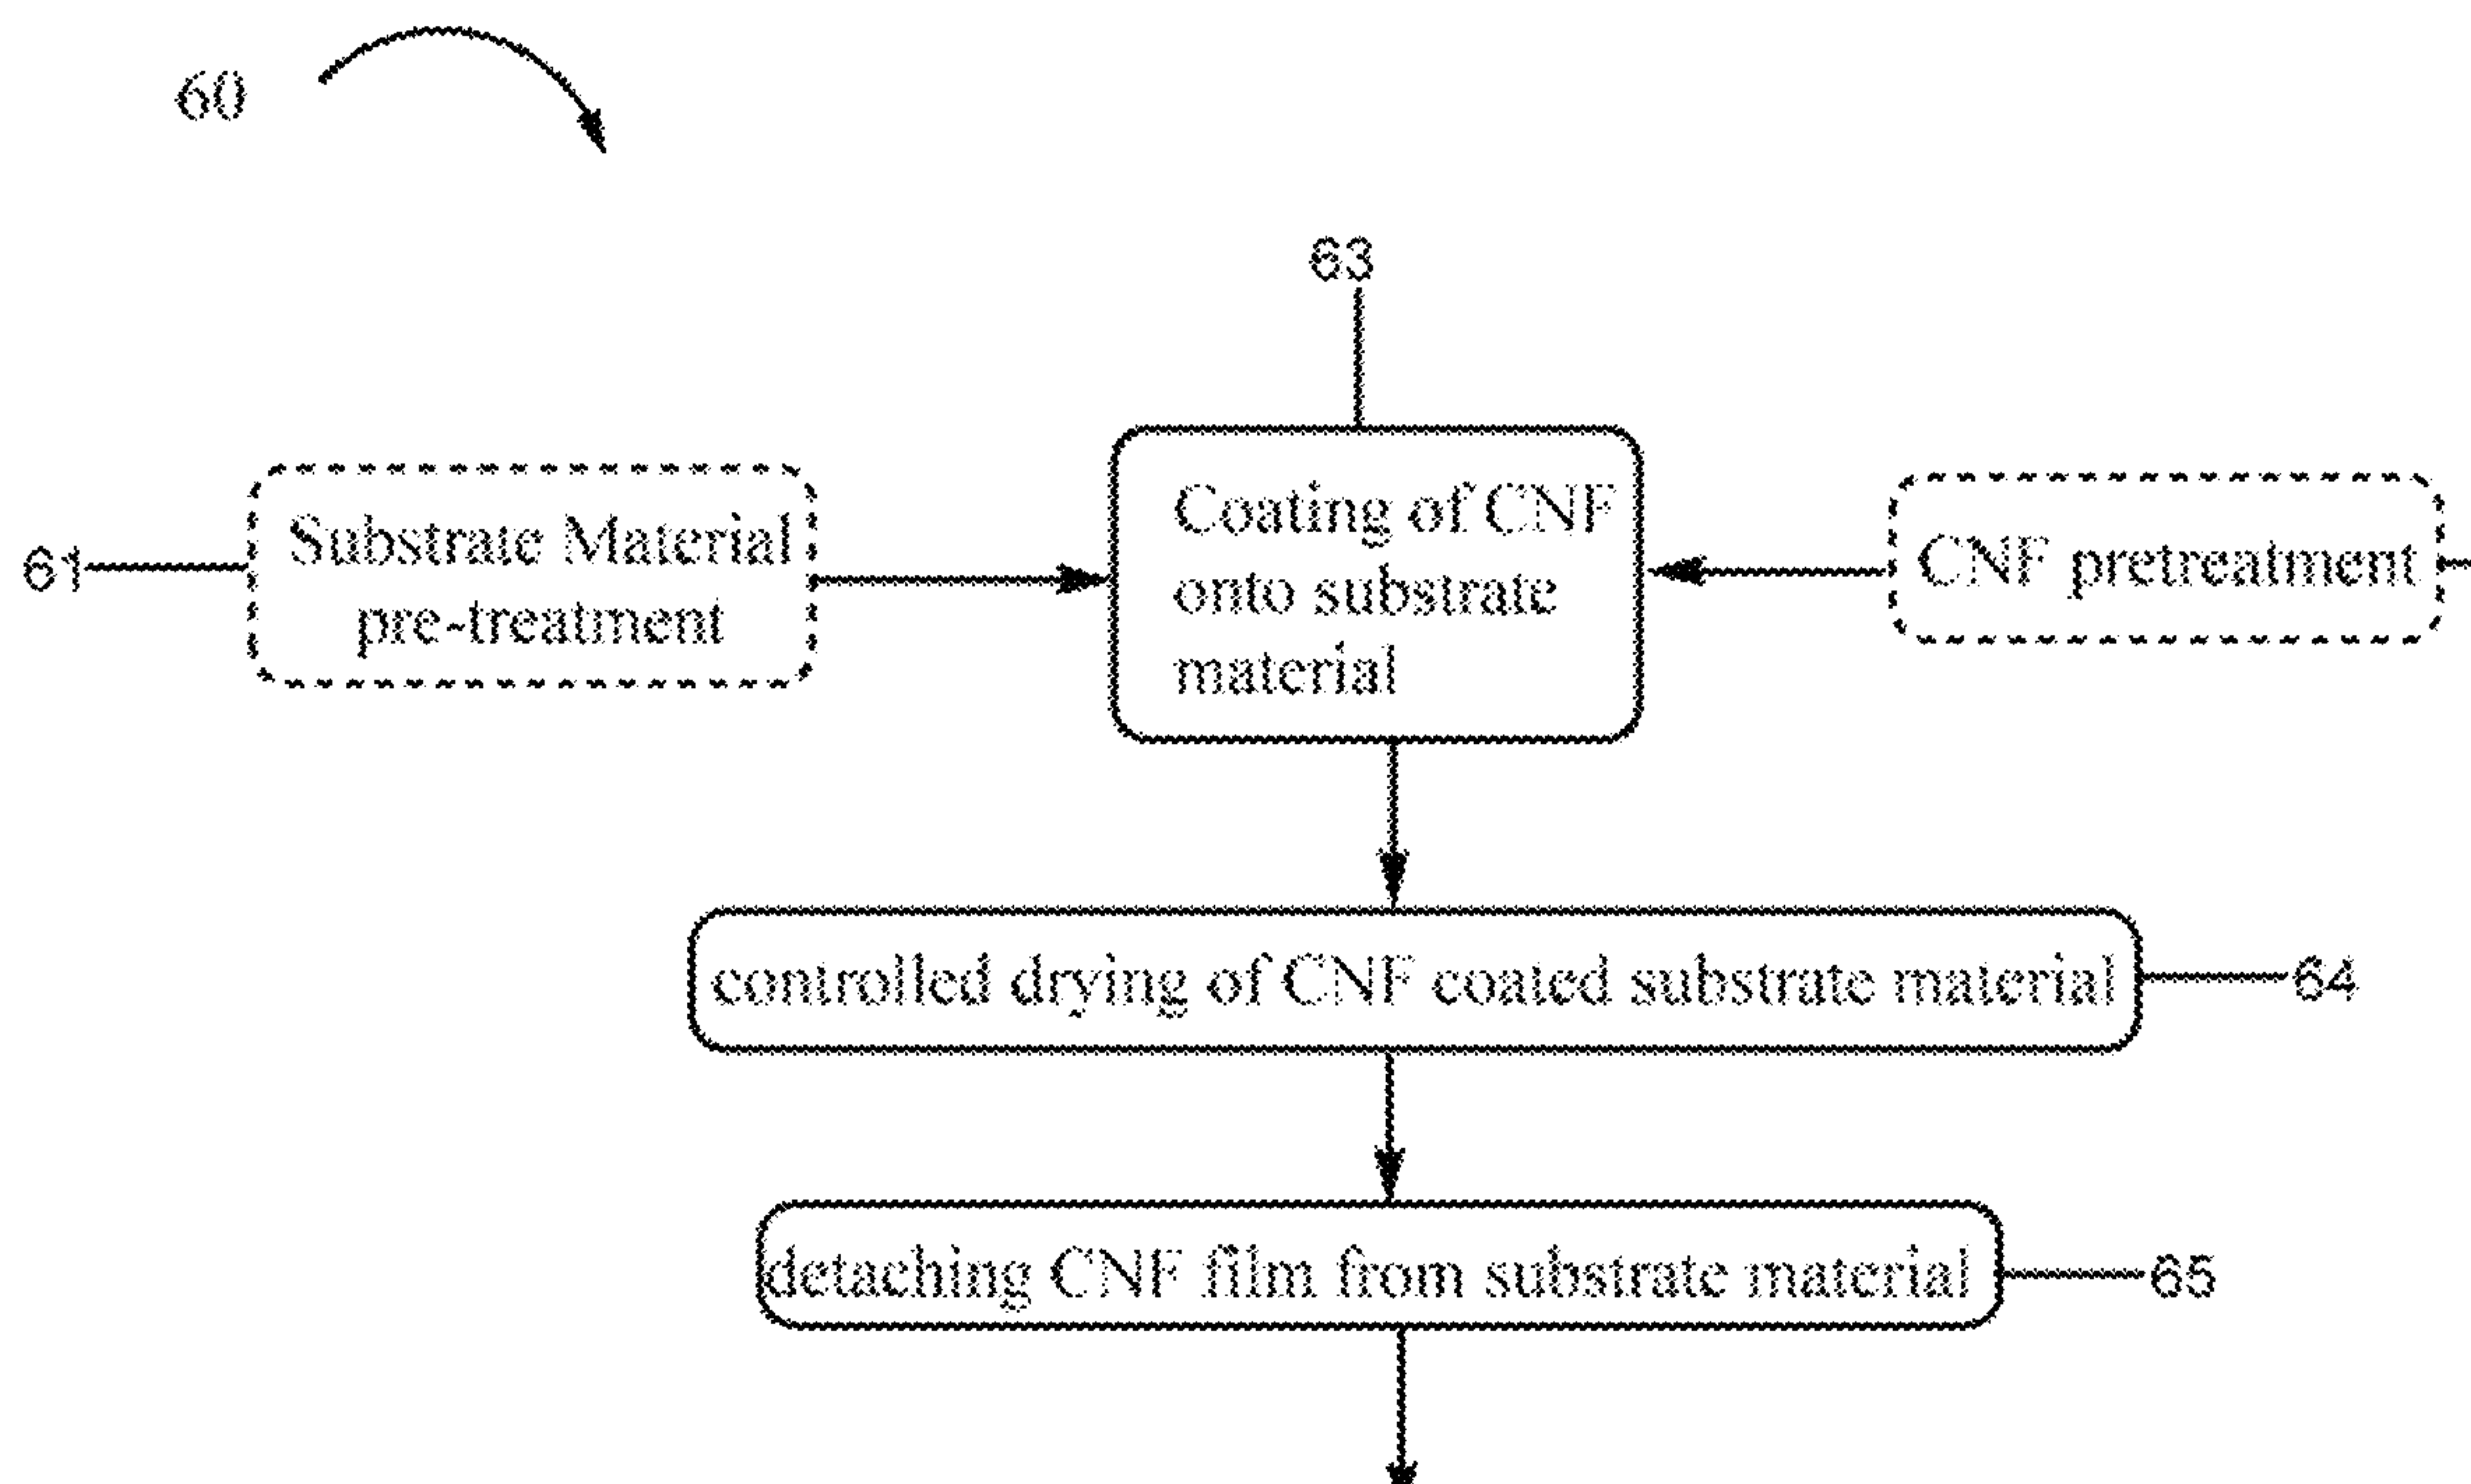 60
63
61
Substrate Material
pre-treatment
Coating of CNF
onto substrate
material
CNF pretreatment
controlled drying of CNF coated substrate material
64
detaching CNF film from substrate material
65